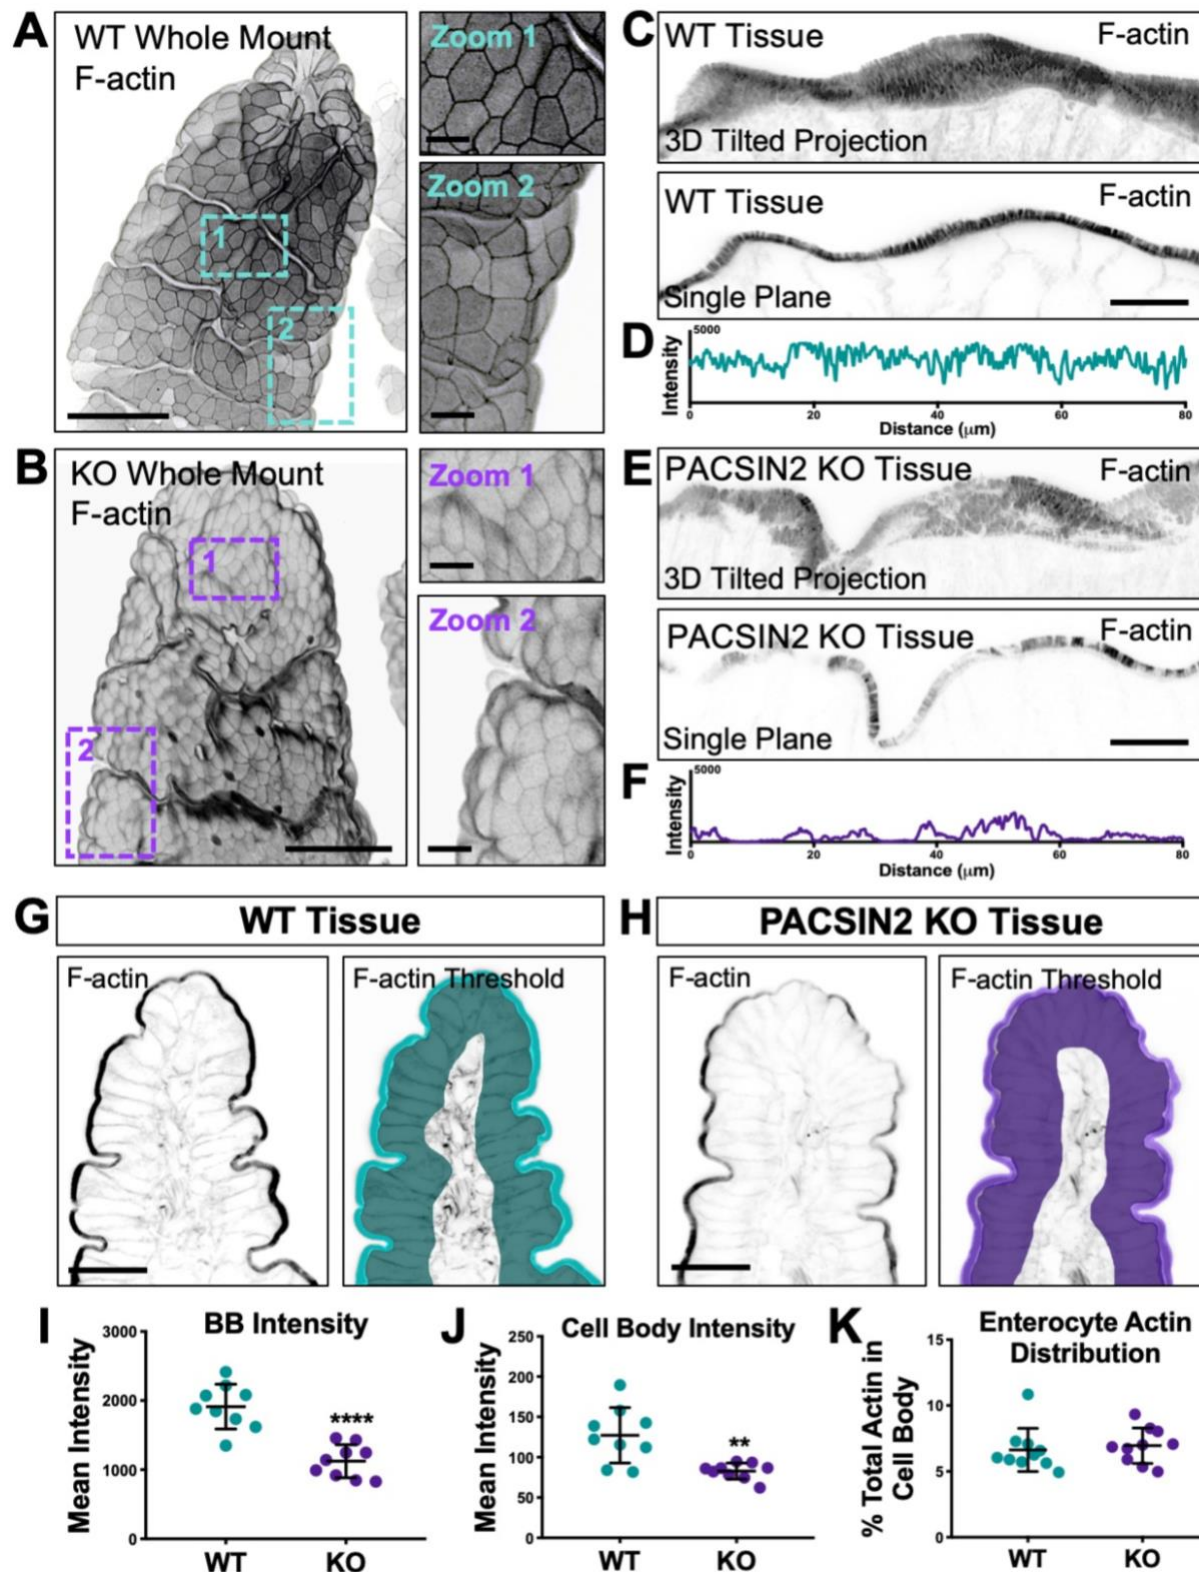 A
WT Whole Mount
F-actin
1
2
Zoom 1
Zoom 2
B
KO Whole Mount
F-actin
1
2
Zoom 1
Zoom 2
C
WT Tissue
F-actin
3D Tilted Projection
WT Tissue
F-actin
Single Plane
D
Intensity
5000
0
20
40
60
80
Distance (μm)
E
PACSIN2 KO Tissue
F-actin
3D Tilted Projection
PACSIN2 KO Tissue
F-actin
Single Plane
F
Intensity
5000
0
20
40
60
80
Distance (μm)
G
WT Tissue
F-actin
F-actin Threshold
H
PACSIN2 KO Tissue
F-actin
F-actin Threshold
I
BB Intensity
Mean Intensity
3000
2000
1000
0
****
WT
KO
J
Cell Body Intensity
Mean Intensity
250
200
150
100
50
0
**
WT
KO
K
Enterocyte Actin
Distribution
% Total Actin in
Cell Body
15
10
5
0
WT
KO